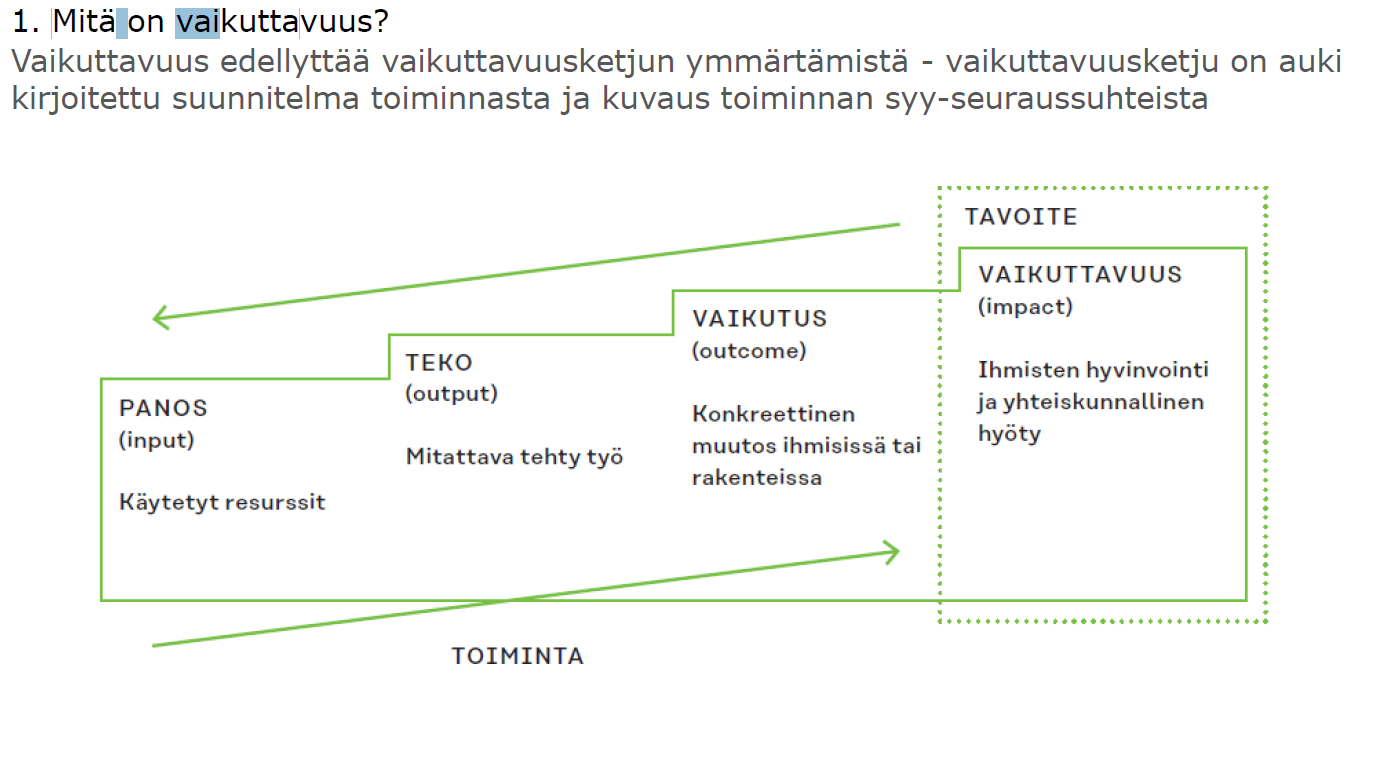 1. Mitä on vaikuttavuus?
Vaikuttavuus edellyttää vaikuttavuusketjun ymmärtämistä - vaikuttavuusketju on auki
kirjoitettu suunnitelma toiminnasta ja kuvaus toiminnan syy-seuraussuhteista
PANOS
(input)
Käytetyt resurssit
TEKO
(output)
Mitattava tehty työ
VAIKUTUS
(outcome)
Konkreettinen
muutos ihmisissä tai
rakenteissa
TAVOITE
VAIKUTTAVUUS
(impact)
Ihmisten hyvinvointi
ja yhteiskunnallinen
hyöty
TOIMINTA